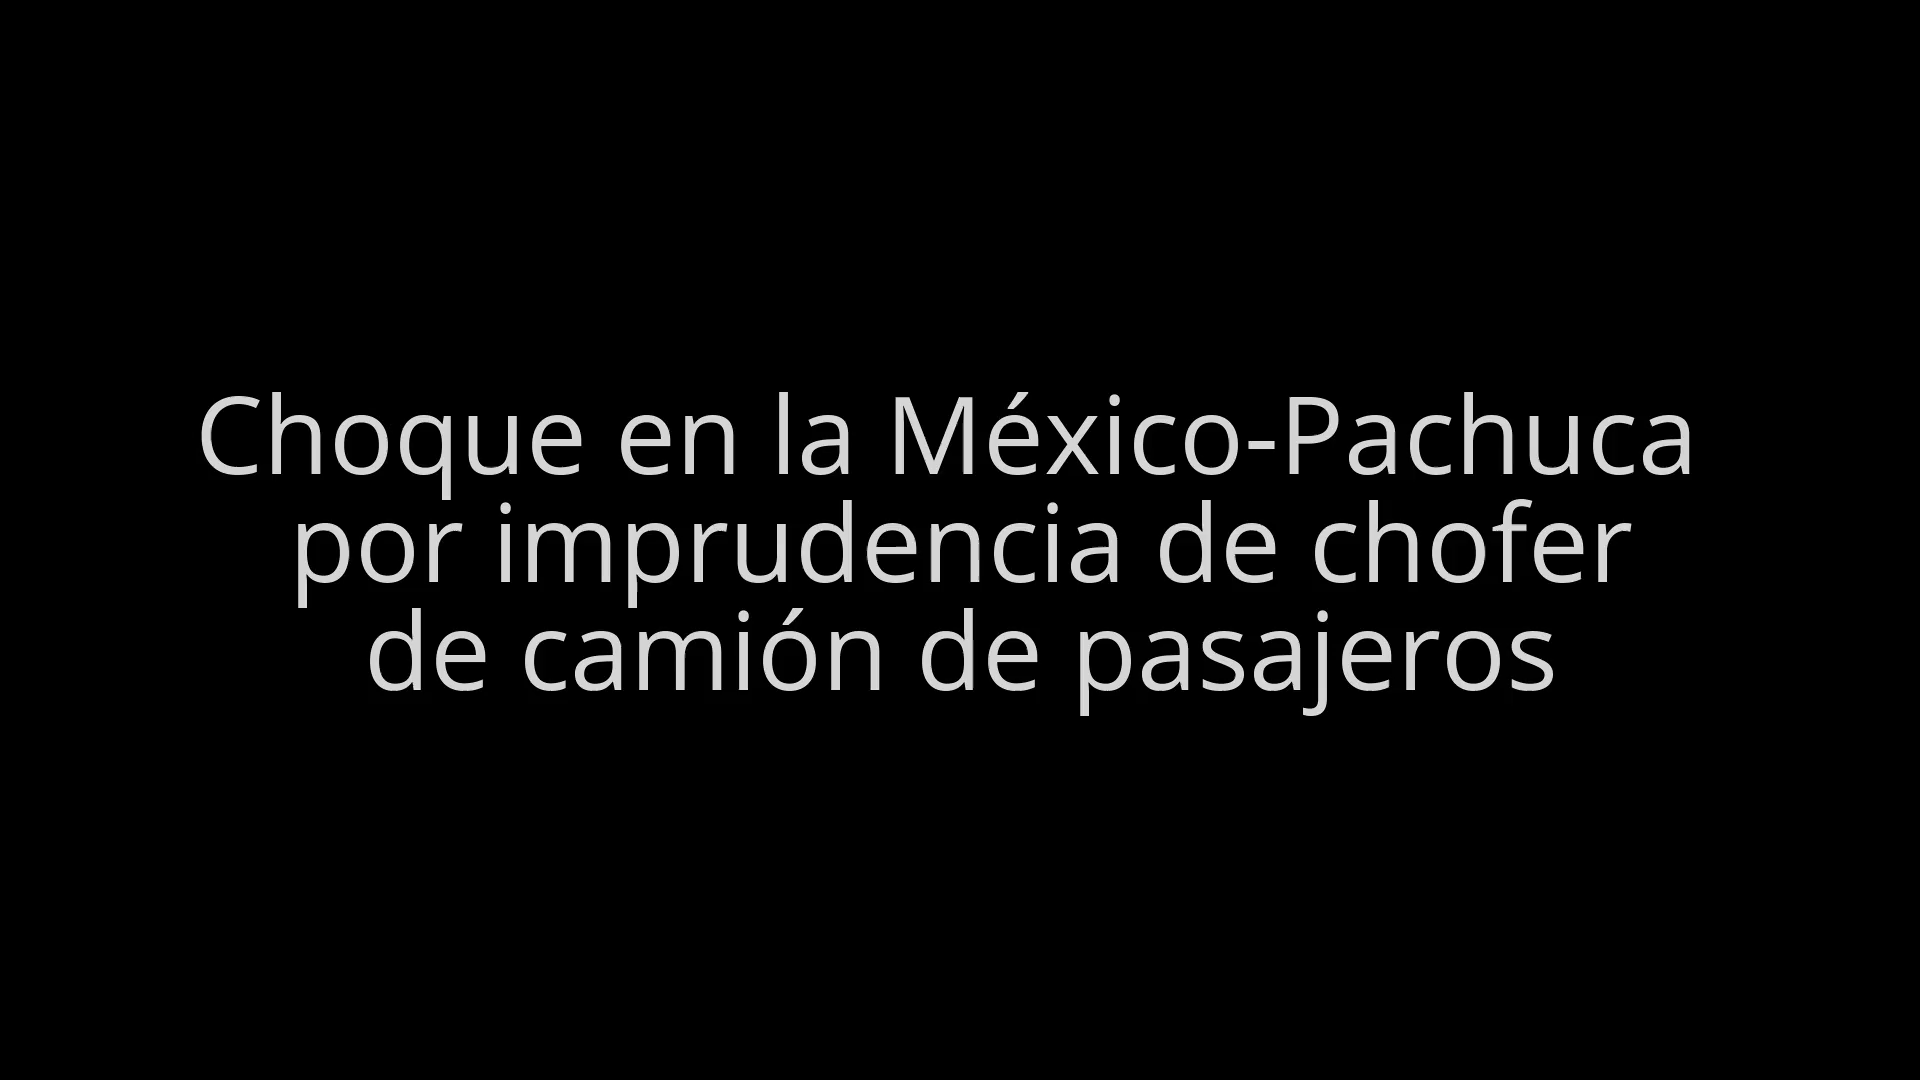 Choque en la México-Pachuca
por imprudencia de chofer
de camión de pasajeros